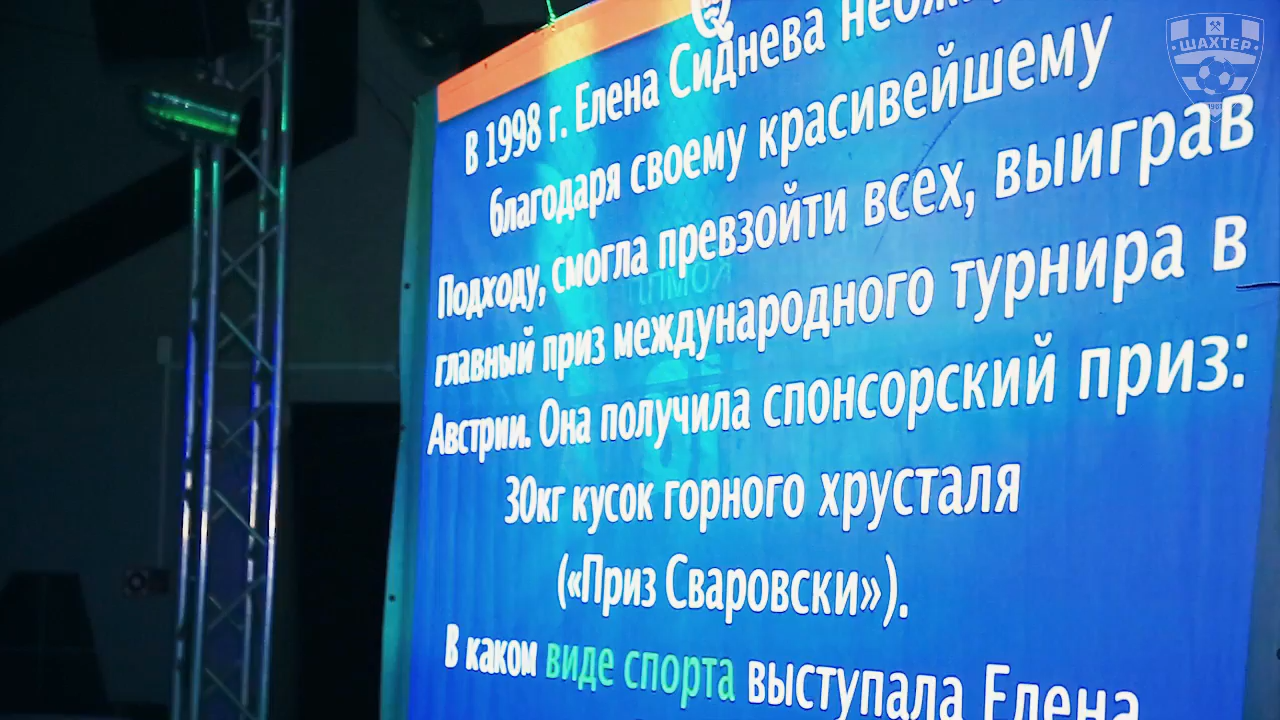 ШАХТЕР
В 1998 г. Елена Сиднева
благодаря своему красивейшему
Подходу, смогла превзойти всех, выиграв
главный приз международного турнира в
Австрии. Она получила спонсорский приз:
30кг кусок горного хрусталя
(«Приз Сваровски»).
В каком виде спорта выступала Елена